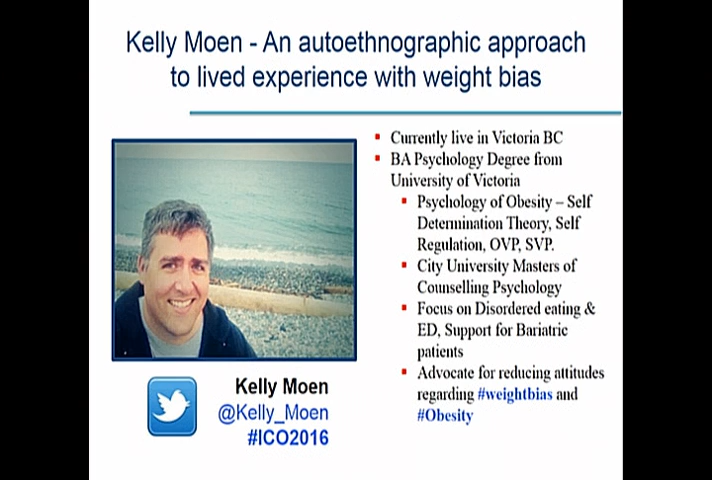 Kelly Moen - An autoethnographic approach
to lived experience with weight bias
Currently live in Victoria BC
BA Psychology Degree from
University of Victoria
Psychology of Obesity – Self
Determination Theory, Self
Regulation, OVP, SVP.
City University Masters of
Counselling Psychology
Focus on Disordered eating &
ED, Support for Bariatric
patients
Advocate for reducing attitudes
regarding #weightbias and
#Obesity
Kelly Moen
@Kelly_Moen
#ICO2016